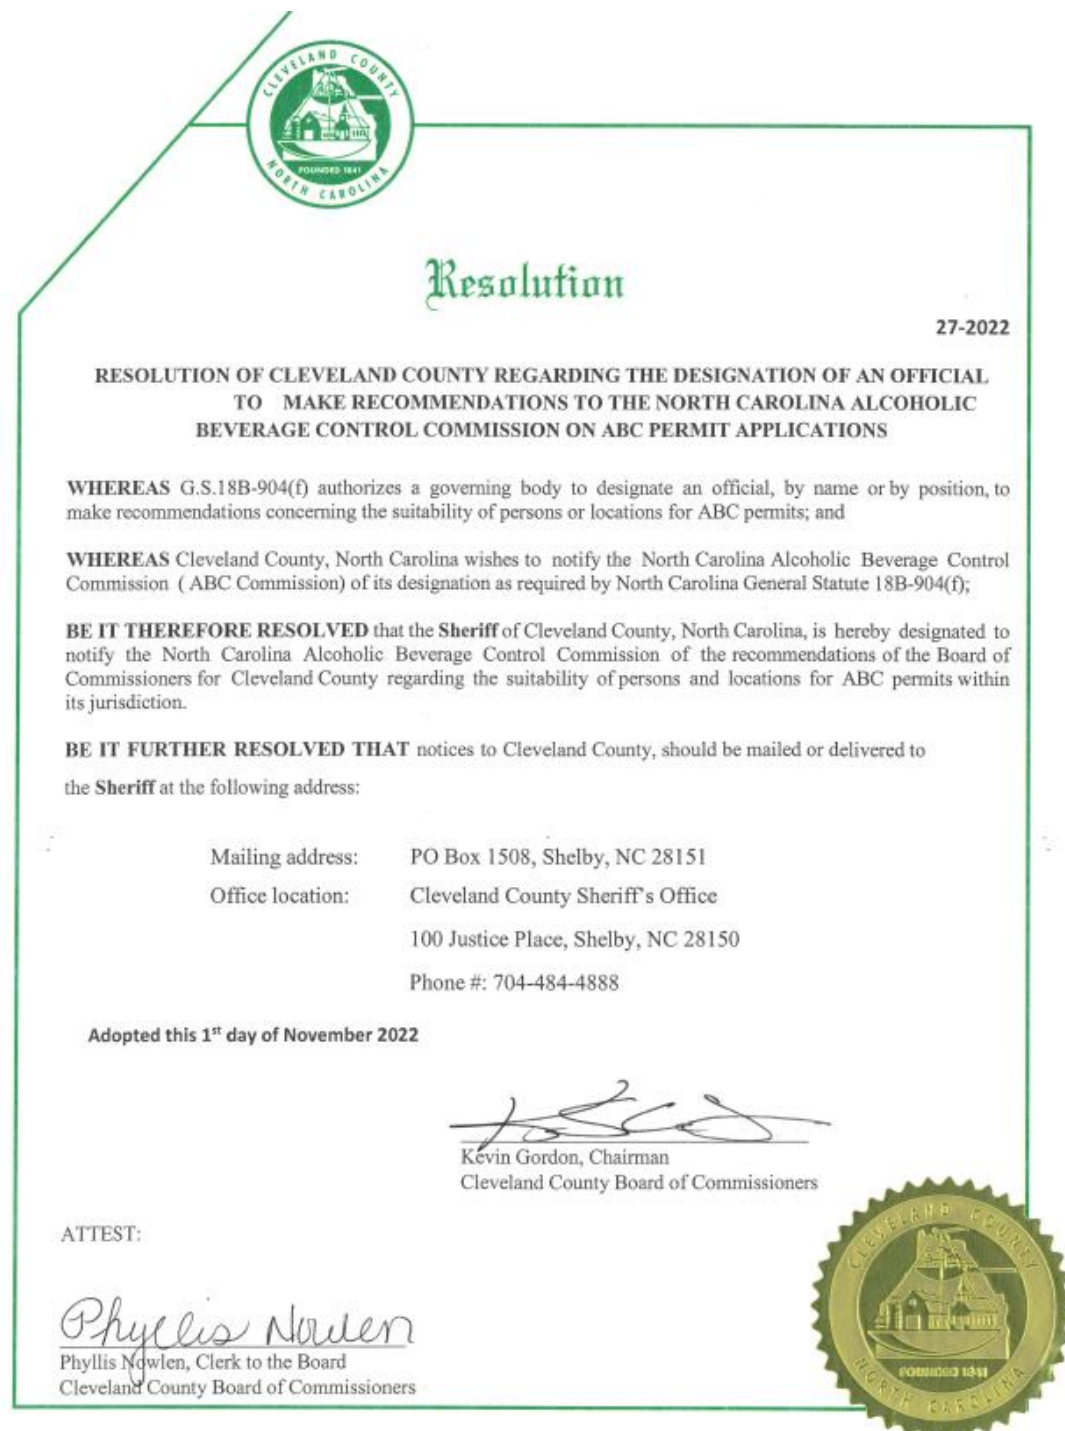 CLEVELAND COUNTY
FOUNDED 1841
NORTH CAROLINA
Resolution
27-2022
RESOLUTION OF CLEVELAND COUNTY REGARDING THE DESIGNATION OF AN OFFICIAL
TO MAKE RECOMMENDATIONS TO THE NORTH CAROLINA ALCOHOLIC
BEVERAGE CONTROL COMMISSION ON ABC PERMIT APPLICATIONS
WHEREAS G.S.18B-904(f) authorizes a governing body to designate an official, by name or by position, to
make recommendations concerning the suitability of persons or locations for ABC permits; and
WHEREAS Cleveland County, North Carolina wishes to notify the North Carolina Alcoholic Beverage Control
Commission ( ABC Commission) of its designation as required by North Carolina General Statute 18B-904(f);
BE IT THEREFORE RESOLVED that the Sheriff of Cleveland County, North Carolina, is hereby designated to
notify the North Carolina Alcoholic Beverage Control Commission of the recommendations of the Board of
Commissioners for Cleveland County regarding the suitability of persons and locations for ABC permits within
its jurisdiction.
BE IT FURTHER RESOLVED THAT notices to Cleveland County, should be mailed or delivered to
the Sheriff at the following address:
Mailing address: PO Box 1508, Shelby, NC 28151
Office location: Cleveland County Sheriff's Office
100 Justice Place, Shelby, NC 28150
Phone #: 704-484-4888
Adopted this 1st day of November 2022
Kevin Gordon, Chairman
Cleveland County Board of Commissioners
ATTEST:
Phyllis Nowlen
Phyllis Nowlen, Clerk to the Board
Cleveland County Board of Commissioners
CLEVELAND COUNTY
FOUNDED 1841
NORTH CAROLINA